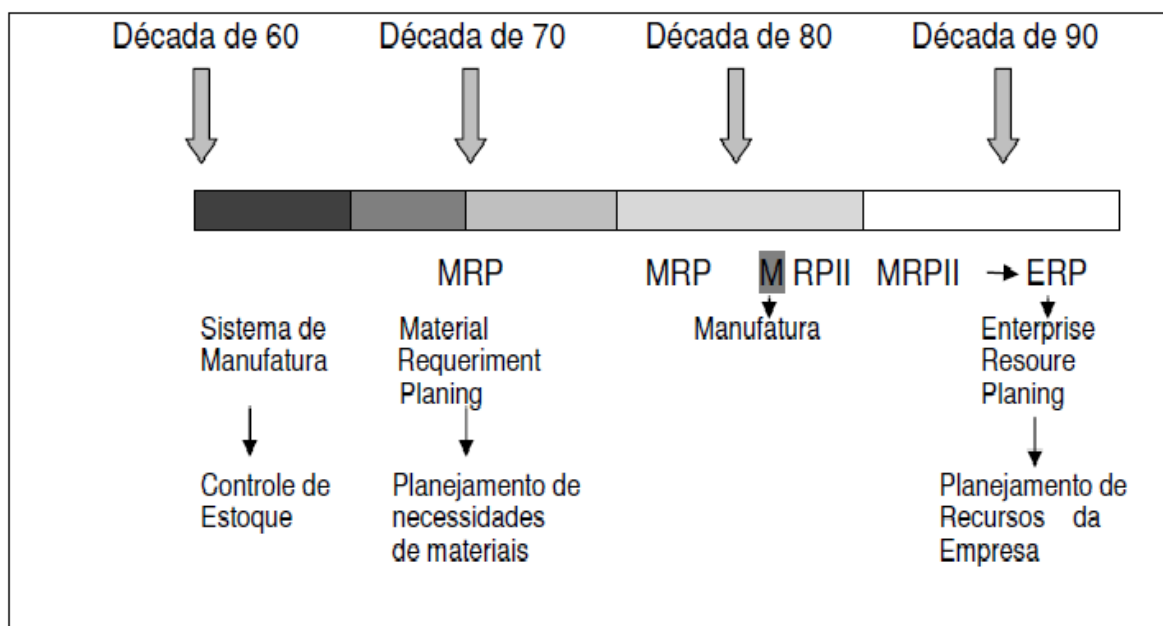 Década de 60
Década de 70
Década de 80
Década de 90
MRP
MRP
M RPII
MRPII
ERP
Sistema de
Manufatura
Material
Requeriment
Planing
Manufatura
Enterprise
Resoure
Planing
Controle de
Estoque
Planejamento de
necessidades
de materiais
Planejamento de
Recursos da
Empresa